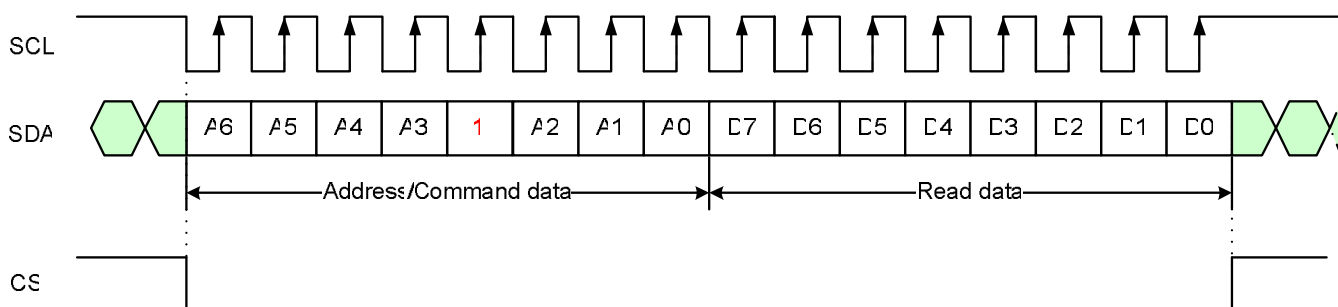 SCL
SDA A6 A5 A4 A3 1 A2 A1 A0 D7 D6 D5 D4 D3 D2 D1 D0
Address/Command data Read data
CS